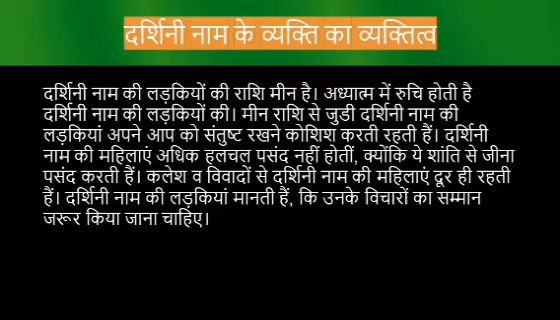 दर्शिनी नाम के व्यक्ति का व्यक्तित्व
दर्शिनी नाम की लड़कियों की राशि मीन है। अध्यात्म में रुचि होती है
दर्शिनी नाम की लड़कियों की। मीन राशि से जुडी दर्शिनी नाम की
लड़कियां अपने आप को संतुष्ट रखने कोशिश करती रहती हैं। दर्शिनी
नाम की महिलाएं अधिक हलचल पसंद नहीं होतीं, क्योंकि ये शांति से जीना
पसंद करती हैं। कलेश व विवादों से दर्शिनी नाम की महिलाएं दूर ही रहती
हैं। दर्शिनी नाम की लड़कियां मानती हैं, कि उनके विचारों का सम्मान
जरूर किया जाना चाहिए।